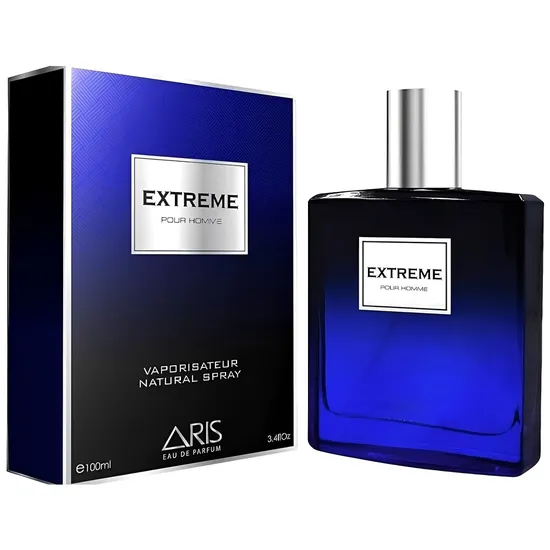 EXTREME
POUR HOMME
VAPORISATEUR
NATURAL SPRAY
ARIS
EAU DE PARFUM
e100ml
3.4flOz
EXTREME
POUR HOMME